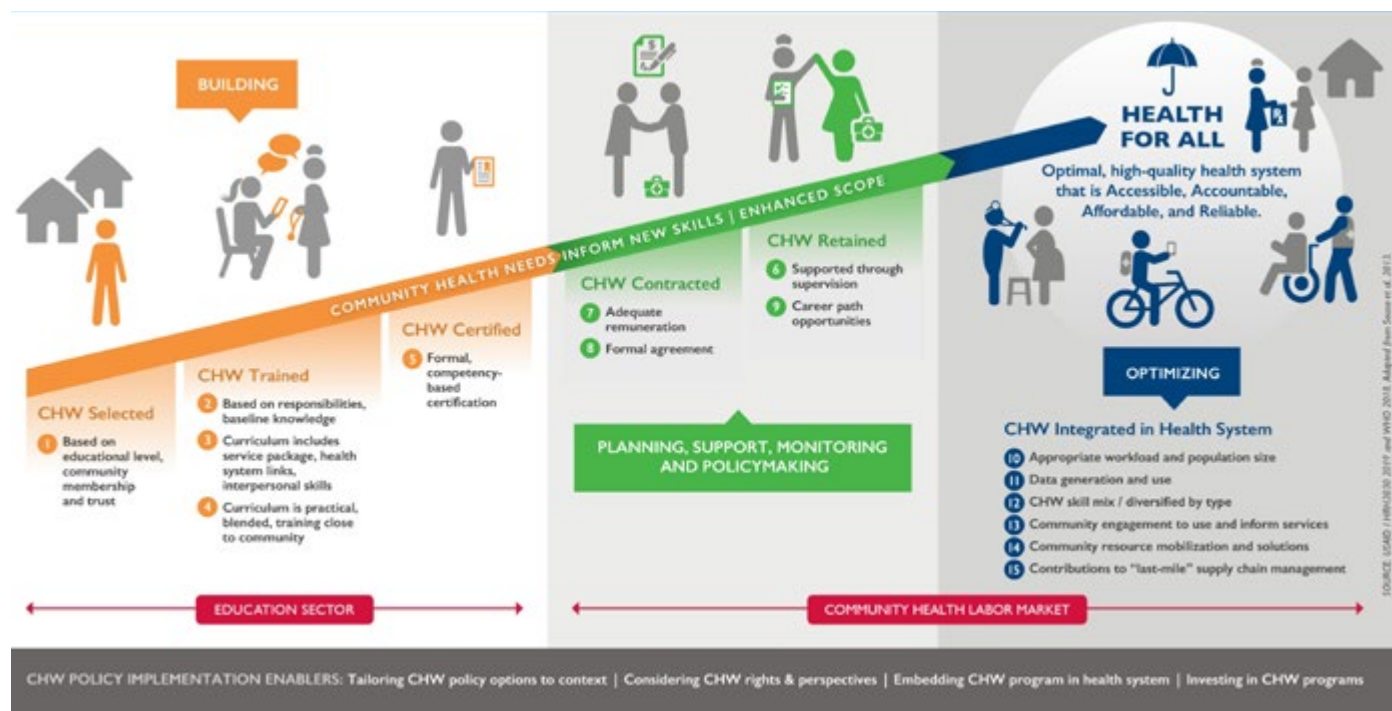 BUILDING
COMMUNITY HEALTH NEEDS INFORM NEW SKILLS | ENHANCED SCOPE
CHW Selected
1 Based on
educational level,
community
membership
and trust
CHW Trained
2 Based on responsibilities,
baseline knowledge
3 Curriculum includes
service package, health
system links,
interpersonal skills
4 Curriculum is practical,
blended, training close
to community
CHW Certified
5 Formal,
competency-
based
certification
CHW Contracted
7 Adequate
remuneration
8 Formal agreement
CHW Retained
6 Supported through
supervision
9 Career path
opportunities
PLANNING, SUPPORT, MONITORING
AND POLICYMAKING
HEALTH
FOR ALL
Optimal, high-quality health system
that is Accessible, Accountable,
Affordable, and Reliable.
OPTIMIZING
CHW Integrated in Health System
10 Appropriate workload and population size
11 Data generation and use
12 CHW skill mix / diversified by type
13 Community engagement to use and inform services
14 Community resource mobilization and solutions
15 Contributions to "last-mile" supply chain management
EDUCATION SECTOR
COMMUNITY HEALTH LABOR MARKET
CHW POLICY IMPLEMENTATION ENABLERS: Tailoring CHW policy options to context | Considering CHW rights & perspectives | Embedding CHW program in health system | Investing in CHW programs